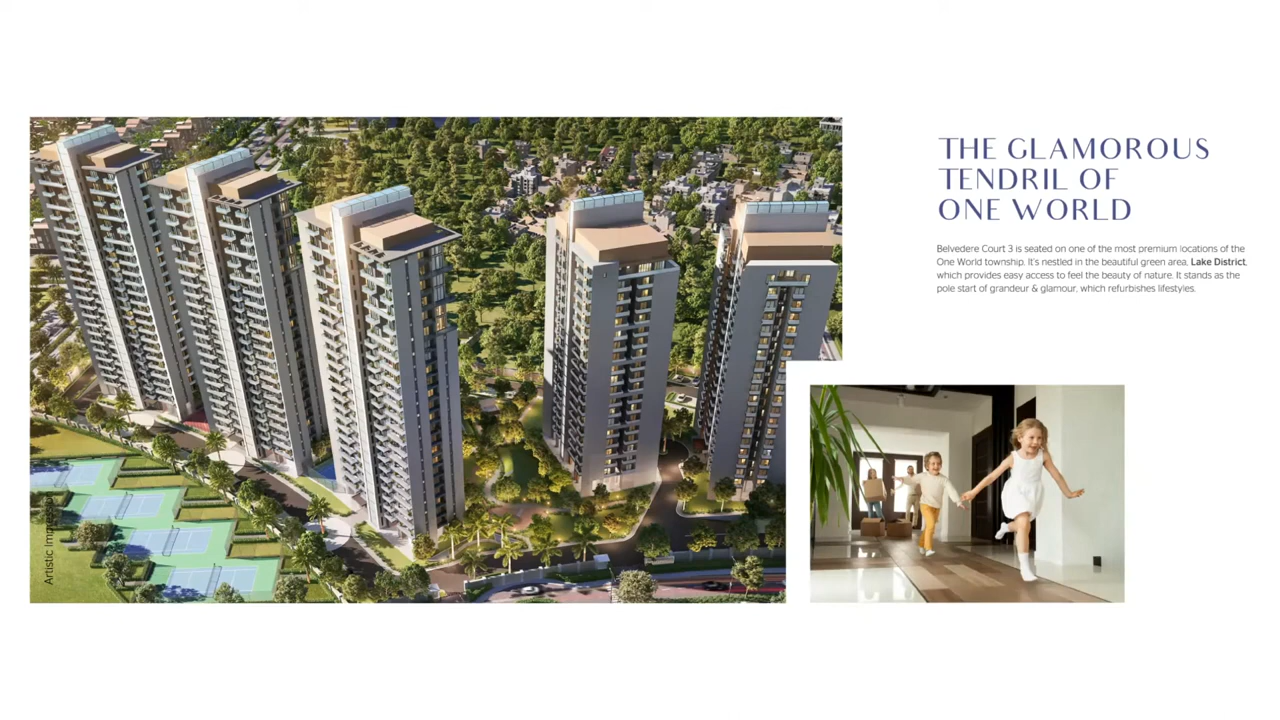 THE GLAMOROUS
TENDRIL OF
ONE WORLD
Belvedere Court 3 is seated on one of the most premium locations of the
One World township. It's nestled in the beautiful green area, Lake District,
which provides easy access to feel the beauty of nature. It stands as the
pole start of grandeur & glamour, which refurbishes lifestyles.
Artistic